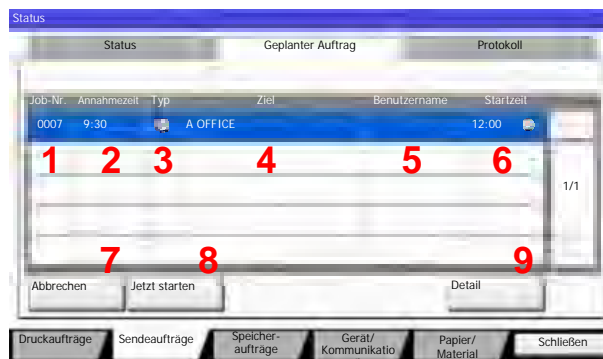 Status
Status Geplanter Auftrag Protokoll
Job-Nr. Annahmezeit Typ Ziel Benutzername Startzeit
0007 9:30 A OFFICE 12:00
1 2 3 4 5 6
1/1
7 8 9
Abbrechen Jetzt starten Detail
Druckaufträge Sendeaufträge Speicher- Gerät/ Papier/ Schließen
aufträge Kommunikatio Material